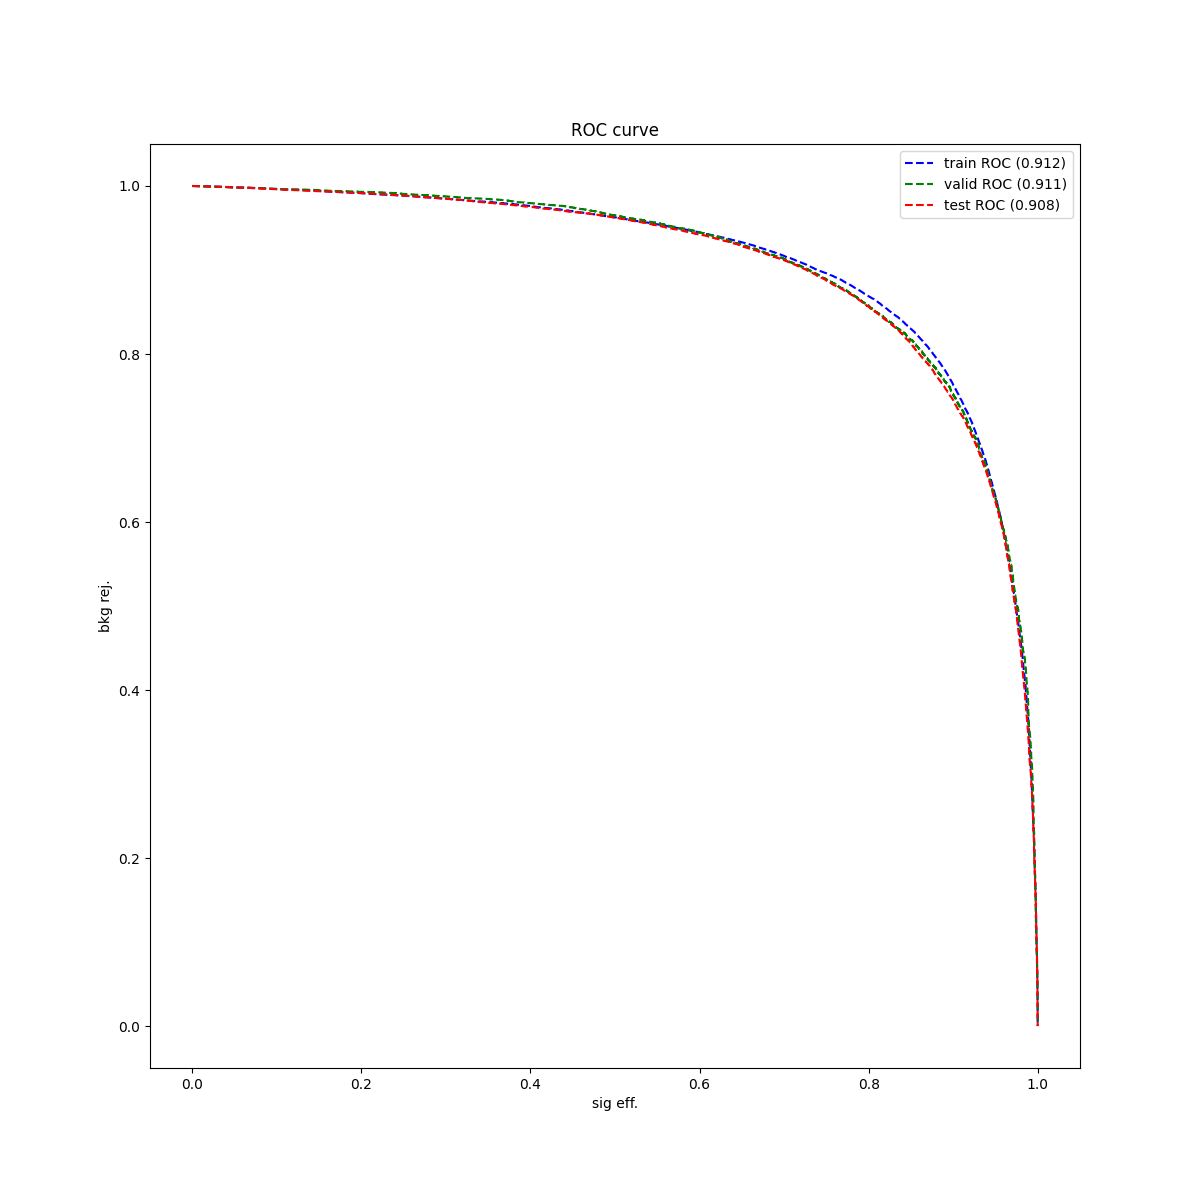 ROC curve
train ROC (0.912)
valid ROC (0.911)
test ROC (0.908)
1.0
0.8
0.6
0.4
0.2
0.0
bkg rej.
0.0 0.2 0.4 0.6 0.8 1.0
sig eff.